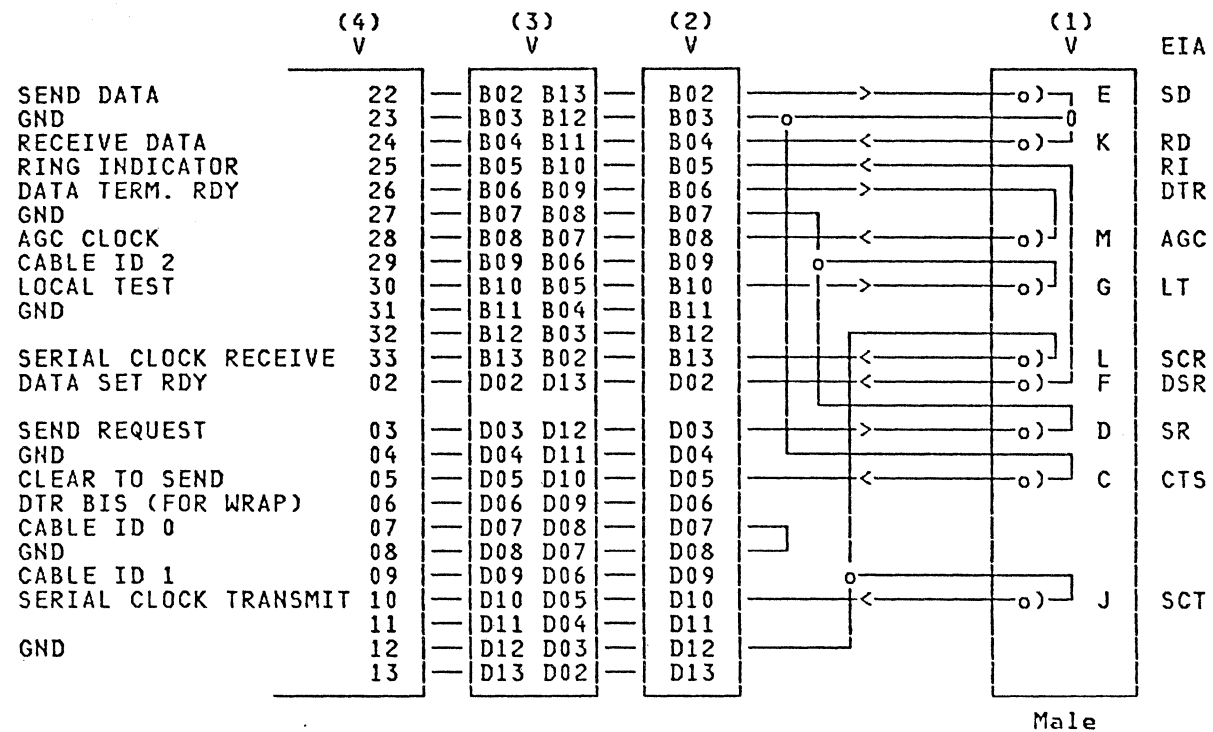 (4) (3) (2) (1)
V V V V EIA
SEND DATA 22 B02 B13 B02 > o) E SD
GND 23 B03 B12 B03 o 0
RECEIVE DATA 24 B04 B11 B04 < o) K RD
RING INDICATOR 25 B05 B10 B05 < RI
DATA TERM. RDY 26 B06 B09 B06 > DTR
GND 27 B07 B08 B07
AGC CLOCK 28 B08 B07 B08 < o) M AGC
CABLE ID 2 29 B09 B06 B09 o
LOCAL TEST 30 B10 B05 B10 > o) G LT
GND 31 B11 B04 B11
32 B12 B03 B12
SERIAL CLOCK RECEIVE 33 B13 B02 B13 < o) L SCR
DATA SET RDY 02 D02 D13 D02 < o) F DSR
SEND REQUEST 03 D03 D12 D03 > o) D SR
GND 04 D04 D11 D04
CLEAR TO SEND 05 D05 D10 D05 < o) C CTS
DTR BIS (FOR WRAP) 06 D06 D09 D06
CABLE ID 0 07 D07 D08 D07
GND 08 D08 D07 D08
CABLE ID 1 09 D09 D06 D09 o
SERIAL CLOCK TRANSMIT 10 D10 D05 D10 < o) J SCT
11 D11 D04 D11
GND 12 D12 D03 D12
13 D13 D02 D13
Male